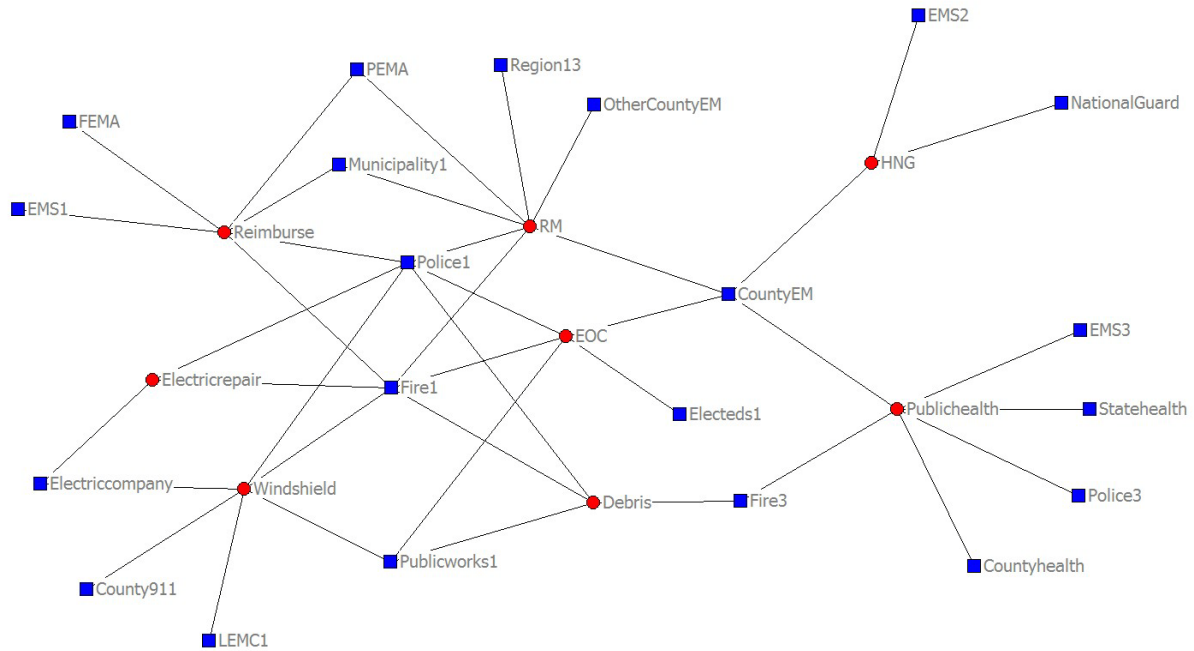 EMS2
PEMA
Region13
OtherCountyEM
NationalGuard
FEMA
Municipality1
HNG
EMS1
Reimburse
RM
Police1
CountyEM
EMS3
EOC
Electricrepair
Fire1
Electeds1
Publichealth
Statehealth
Electriccompany
Windshield
Debris
Fire3
Police3
Publicworks1
Countyhealth
County911
LEMC1